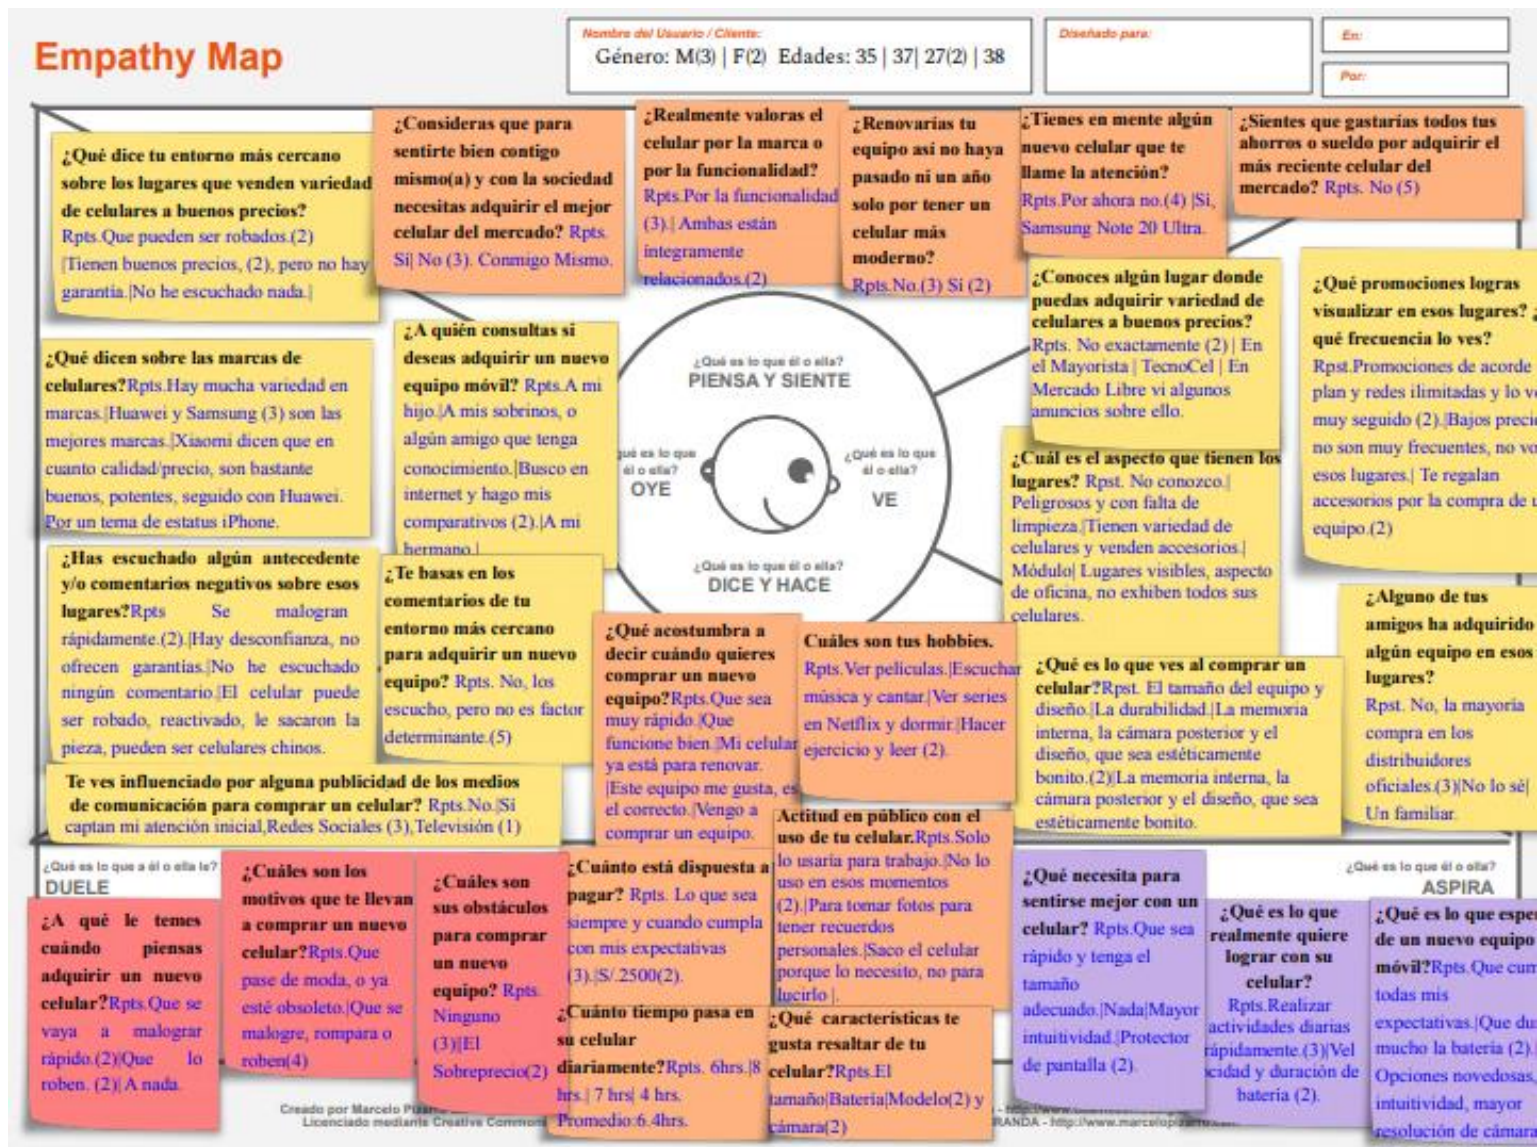 Empathy Map
Nombre del Usuario / Cliente:
Género: M(3) | F(2) Edades: 35 | 37| 27(2) | 38
Diseñado para:
En:
Por:
¿Qué dice tu entorno más cercano
sobre los lugares que venden variedad
de celulares a buenos precios?
Rpts.Que pueden ser robados.(2)
|Tienen buenos precios, (2), pero no hay
garantía.|No he escuchado nada.|
¿Consideras que para
sentirte bien contigo
mismo(a) y con la sociedad
necesitas adquirir el mejor
celular del mercado? Rpts.
Si| No (3). Conmigo Mismo.
¿Realmente valoras el
celular por la marca o
por la funcionalidad?
Rpts.Por la funcionalidad
(3).| Ambas están
íntegramente
relacionados.(2)
¿Renovarías tu
equipo así no haya
pasado ni un año
solo por tener un
celular más
moderno?
Rpts.No.(3) Si (2)
¿Tienes en mente algún
nuevo celular que te
llame la atención?
Rpts.Por ahora no.(4) |Si,
Samsung Note 20 Ultra.
¿Sientes que gastarías todos tus
ahorros o sueldo por adquirir el
más reciente celular del
mercado? Rpts. No (5)
¿Qué dicen sobre las marcas de
celulares?Rpts.Hay mucha variedad en
marcas.|Huawei y Samsung (3) son las
mejores marcas.|Xiaomi dicen que en
cuanto calidad/precio, son bastante
buenos, potentes, seguido con Huawei.
Por un tema de estatus iPhone.
¿A quién consultas si
deseas adquirir un nuevo
equipo móvil? Rpts.A mi
hijo.|A mis sobrinos, o
algún amigo que tenga
conocimiento.|Busco en
internet y hago mis
comparativos (2).|A mi
hermano.|
¿Qué es lo que él o ella?
PIENSA Y SIENTE
qué es lo que
él o ella?
OYE
¿Qué es lo que
él o ella?
VE
¿Qué es lo que él o ella?
DICE Y HACE
¿Conoces algún lugar donde
puedas adquirir variedad de
celulares a buenos precios?
Rpts. No exactamente (2) | En
el Mayorista | TecnoCel | En
Mercado Libre vi algunos
anuncios sobre ello.
¿Qué promociones logras
visualizar en esos lugares? ¿
qué frecuencia lo ves?
Rpst.Promociones de acorde
plan y redes ilimitadas y lo
muy seguido (2).|Bajos
no son muy frecuentes, no
esos lugares.| Te regalan
accesorios por la compra de
equipo.(2)
¿Cuál es el aspecto que tienen los
lugares? Rpst. No conozco.|
Peligrosos y con falta de
limpieza.|Tienen variedad de
celulares y venden accesorios.|
Módulo| Lugares visibles, aspecto
de oficina, no exhiben todos sus
celulares.
¿Has escuchado algún antecedente
y/o comentarios negativos sobre esos
lugares?Rpts Se malogran
rápidamente.(2).|Hay desconfianza, no
ofrecen garantías.|No he escuchado
ningún comentario.|El celular puede
ser robado, reactivado, le sacaron la
pieza, pueden ser celulares chinos.
¿Te basas en los
comentarios de tu
entorno más cercano
para adquirir un nuevo
equipo? Rpts. No, los
escucho, pero no es factor
determinante.(5)
¿Qué acostumbra a
decir cuándo quieres
comprar un nuevo
equipo?Rpts.Que sea
muy rápido.|Que
funcione bien.|Mi celular
ya está para renovar.
|Este equipo me gusta, es
el correcto.|Vengo a
comprar un equipo.
Cuáles son tus hobbies.
Rpts.Ver películas.|Escuchar
música y cantar.|Ver series
en Netflix y dormir.|Hacer
ejercicio y leer (2).
¿Qué es lo que ves al comprar un
celular?Rpst. El tamaño del equipo y
diseño.|La durabilidad.|La memoria
interna, la cámara posterior y el
diseño, que sea estéticamente
bonito.(2)|La memoria interna, la
cámara posterior y el diseño, que sea
estéticamente bonito.
¿Alguno de tus
amigos ha adquirido
algún equipo en esos
lugares?
Rpst. No, la mayoría
compra en los
distribuidores
oficiales.(3)|No lo sé|
Un familiar.
Te ves influenciado por alguna publicidad de los medios
de comunicación para comprar un celular? Rpts.No.|Si
captan mi atención inicial,Redes Sociales (3),Televisión (1)
¿Qué es lo que a él o ella le?
DUELE
¿A qué le temes
cuándo piensas
adquirir un nuevo
celular?Rpts.Que se
vaya a malograr
rápido.(2)|Que lo
roben. (2)|A nada.
¿Cuáles son los
motivos que te llevan
a comprar un nuevo
celular?Rpts.Que
pase de moda, o ya
esté obsoleto.|Que se
malogre, rompara o
roben(4)
¿Cuáles son
sus obstáculos
para comprar
un nuevo
equipo? Rpts.
Ninguno
(3)|El
Sobreprecio(2)
¿Cuánto está dispuesta a
pagar? Rpts. Lo que sea
siempre y cuando cumpla
con mis expectativas
(3).|S/.2500(2).
Actitud en público con el
uso de tu celular.Rpts.Solo
lo usaría para trabajo.|No lo
uso en esos momentos
(2).|Para tomar fotos para
tener recuerdos
personales.|Saco el celular
porque lo necesito, no para
lucirlo |.
¿Cuánto tiempo pasa en
su celular
diariamente?Rpts. 6hrs.|8
hrs.| 7 hrs| 4 hrs.
Promedio:6.4hrs.
¿Qué características te
gusta resaltar de tu
celular?Rpts.El
tamaño|Batería|Modelo(2) y
cámara(2)
¿Qué es lo que él o ella?
ASPIRA
¿Qué necesita para
sentirse mejor con un
celular? Rpts.Que sea
rápido y tenga el
tamaño
adecuado.|Nada|Mayor
intuitividad.|Protector
de pantalla (2).
¿Qué es lo que
realmente quiere
lograr con su
celular?
Rpts.Realizar
actividades diarias
rápidamente.(3)|Vel
ocidad y duración de
batería (2).
¿Qué es lo que
de un nuevo equipo
móvil?Rpts.Que
todas mis
expectativas.|Que
mucho la batería (2).|
Opciones novedosas,
intuitividad, mayor
resolución de cámara
Creado por Marcelo
Licenciado mediante Creative